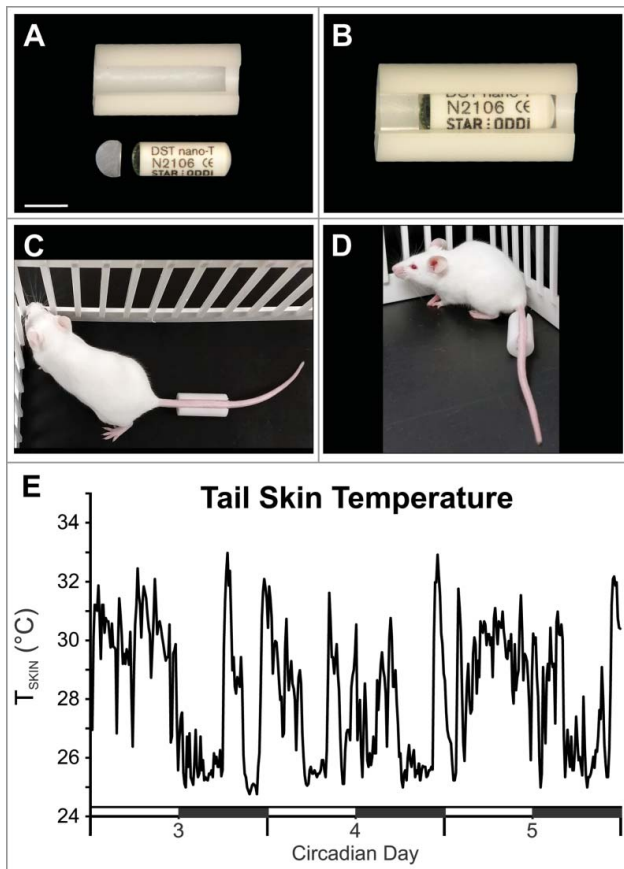 A
DST nano-T
N2106 CE
STAR : ODDI
B
DST nano-T
N2106 CE
STAR : ODDI
C
D
E
Tail Skin Temperature
T SKIN (°C)
34
32
30
28
26
24
3
4
5
Circadian Day